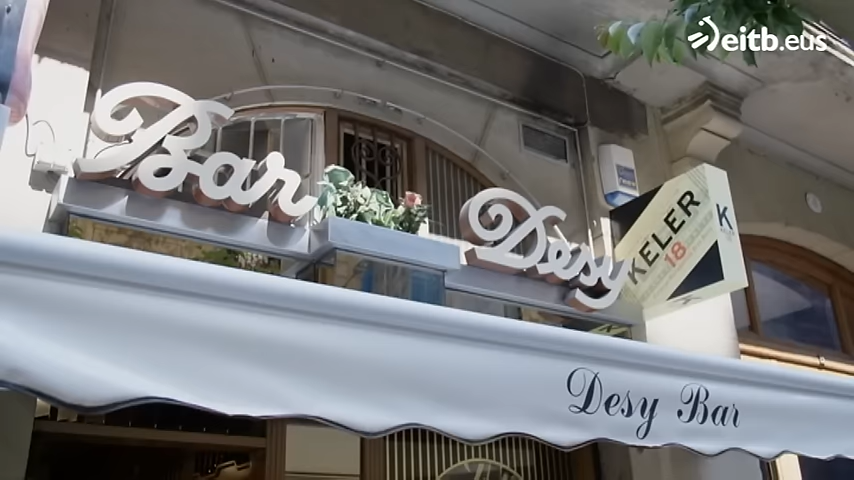 eitb.eus
Bar Desy
KELER
18
K
Desy Bar